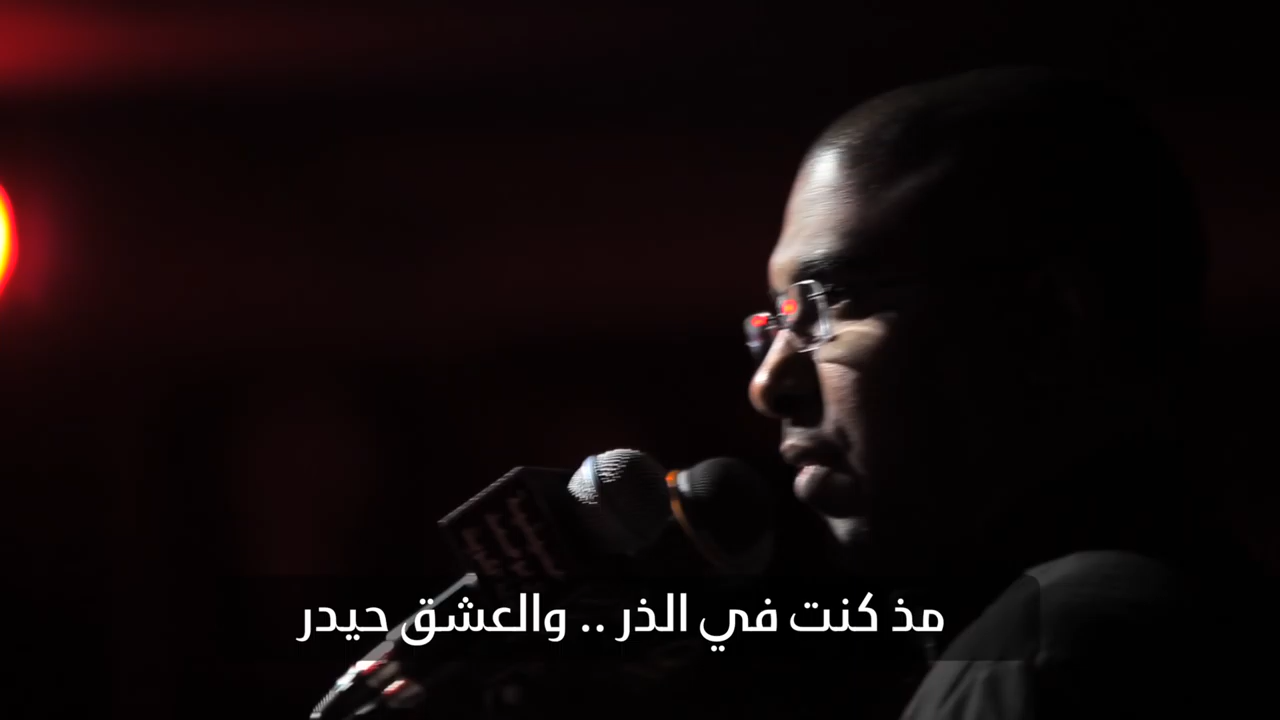 مذ كنت في الذر .. والعشق حيدر